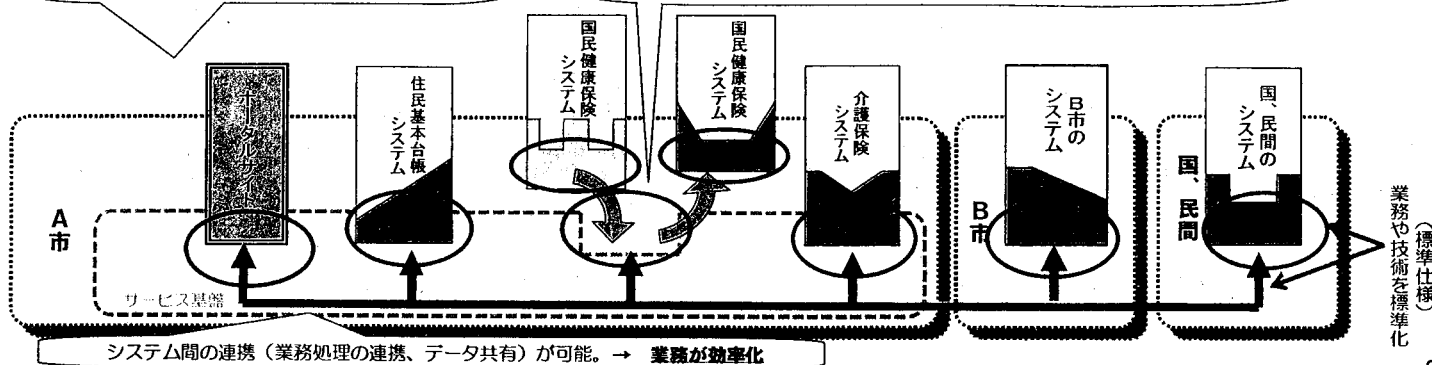 国民健康保険
システム
国民健康保険
システム
ポータルサイト
住民基本台帳
システム
介護保険
システム
B市の
システム
国、民間の
システム
A市
B市
国、民間
サービス基盤
(標準仕様)
業務や技術を標準化
システム間の連携（業務処理の連携、データ共有）が可能。→ 業務が効率化